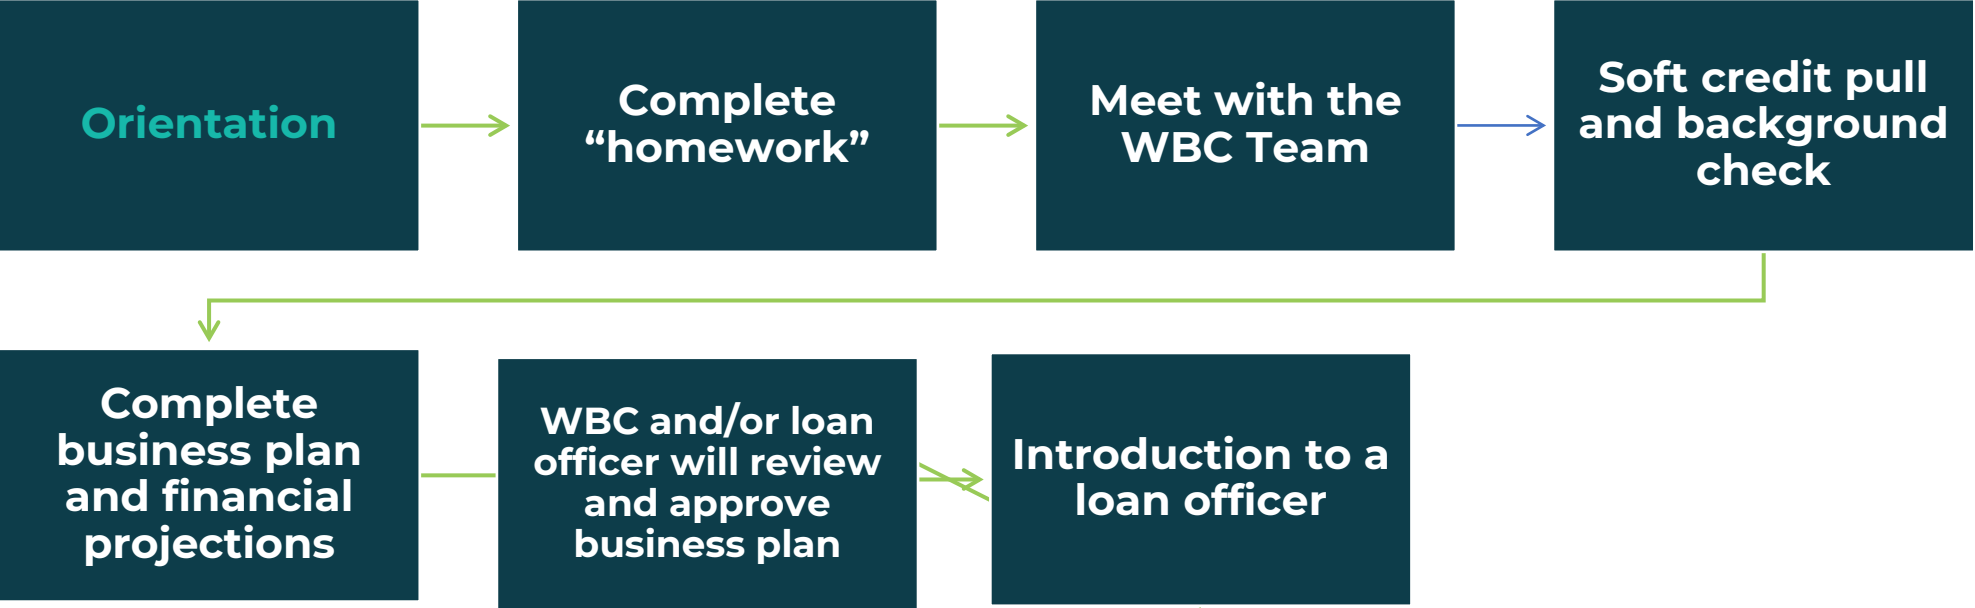 Orientation
Complete
“homework”
Meet with the
WBC Team
Soft credit pull
and background
check
Complete
business plan
and financial
projections
WBC and/or loan
officer will review
and approve
business plan
Introduction to a
loan officer